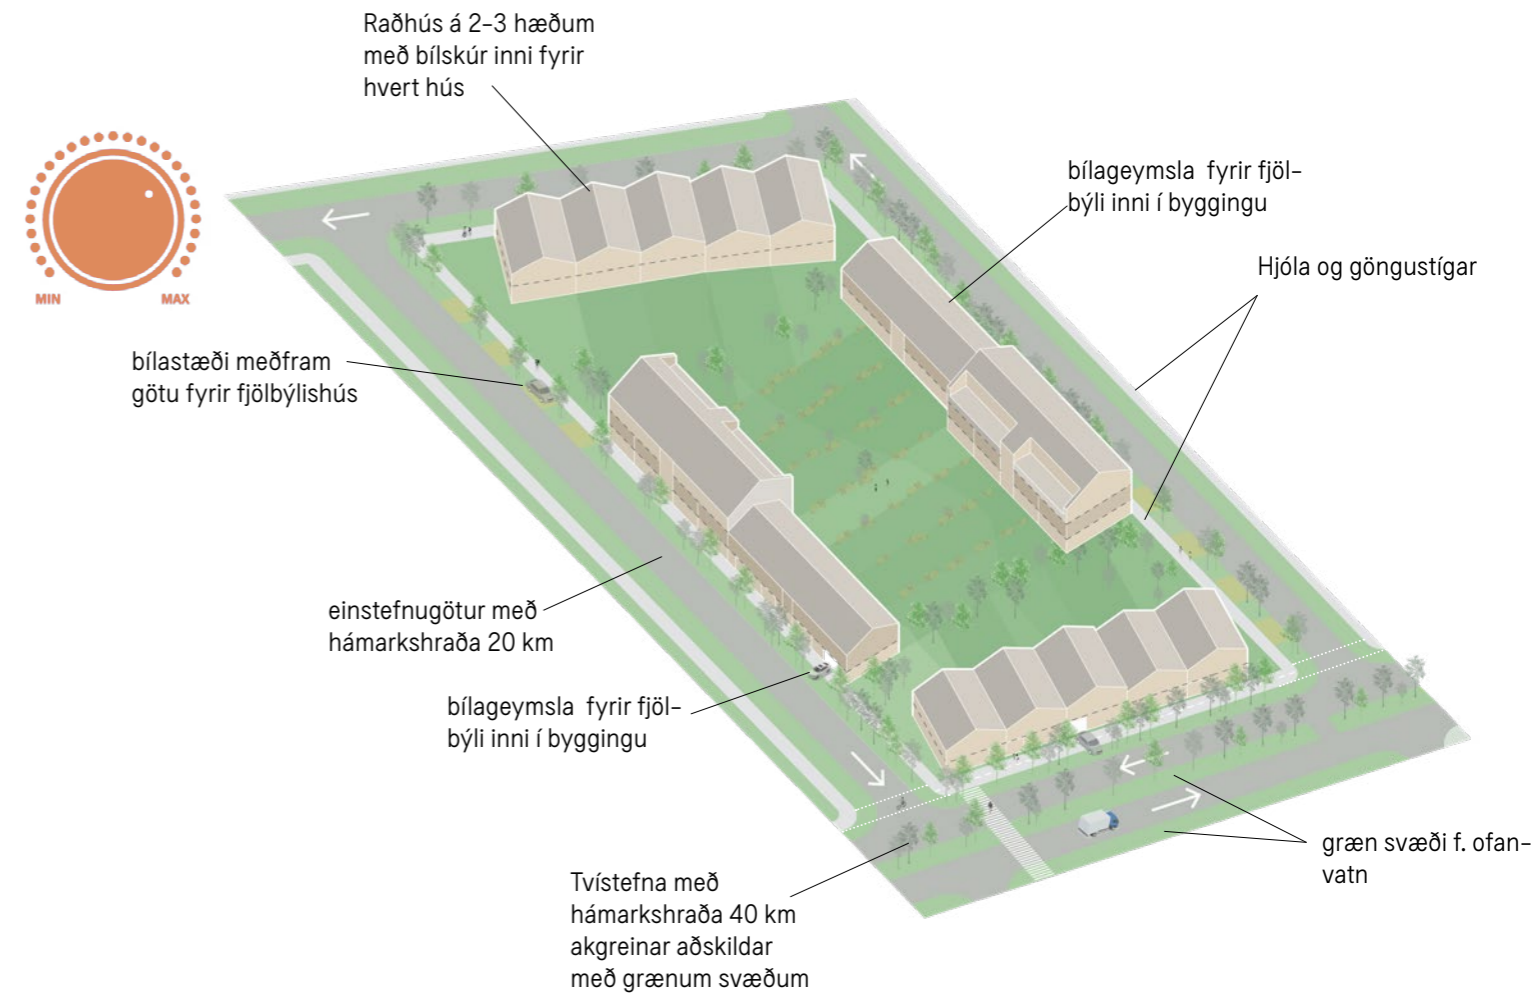 Raðhús á 2-3 hæðum
með bílskúr inni fyrir
hvert hús
MIN
MAX
bílageymsla fyrir fjöl-
býli inni í byggingu
Hjóla og göngustígar
bílastæði meðfram
götu fyrir fjölbýlishús
einstefnugötur með
hámarkshraða 20 km
bílageymsla fyrir fjöl-
býli inni í byggingu
Tvístefna með
hámarkshraða 40 km
akgreinar aðskildar
með grænum svæðum
græn svæði f. ofan-
vatn